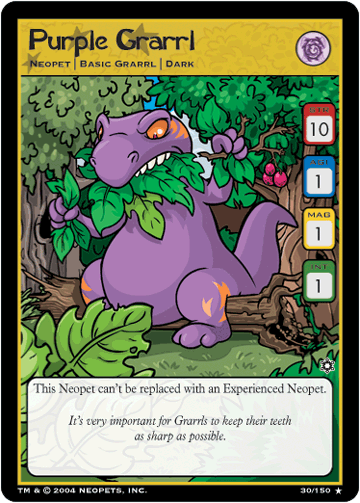 Purple Grarrl
NEOPET | BASIC GRARRL | DARK
STR
10
AGI
1
MAG
1
INT
1
This Neopet can't be replaced with an Experienced Neopet.
It's very important for Grarrls to keep their teeth
as sharp as possible.
TM & © 2004 NEOPETS, INC.
30/150 ★